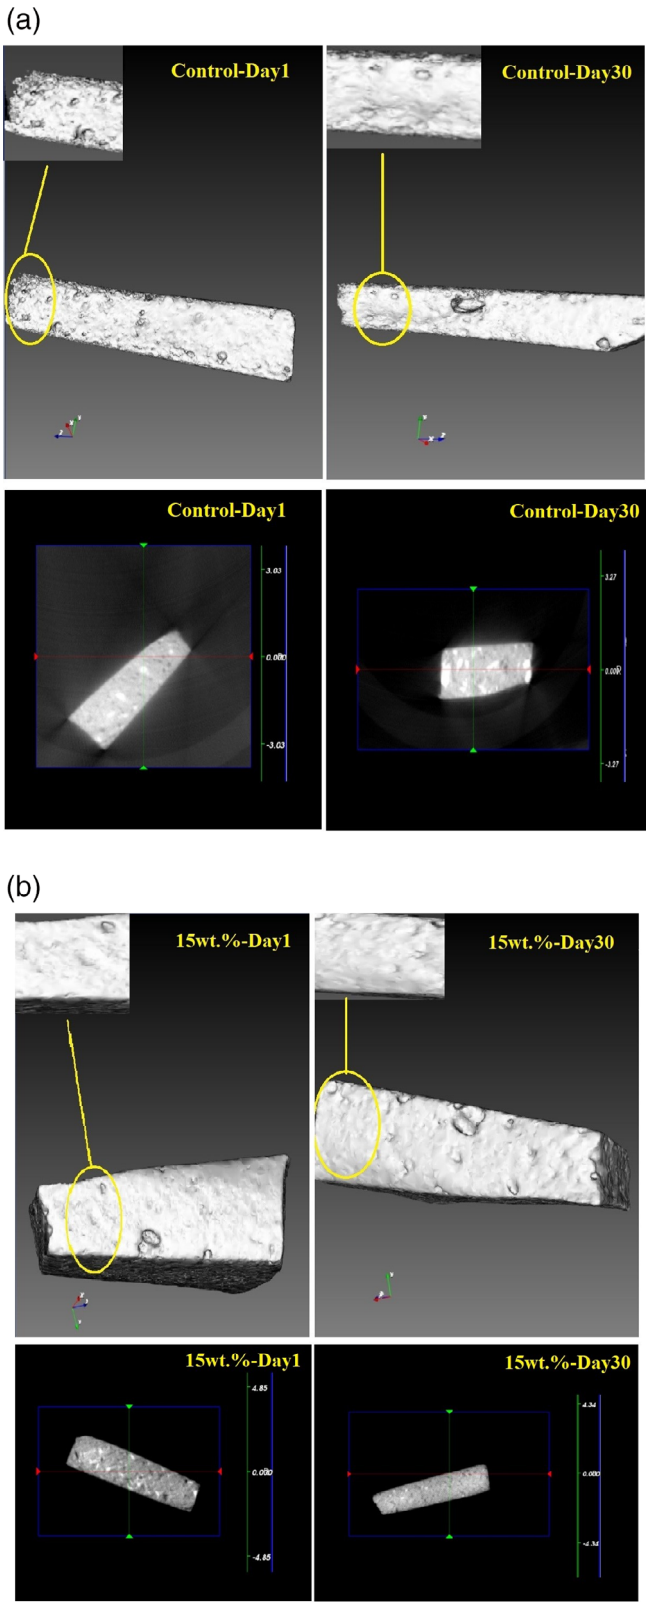 (a)
Control-Day1
Control-Day30
Control-Day1
Control-Day30
3.03
0.000
-3.03
3.27
0.000
-3.27
(b)
15wt.%-Day1
15wt.%-Day30
15wt.%-Day1
15wt.%-Day30
4.85
0.000
-4.85
4.34
0.000
-4.34